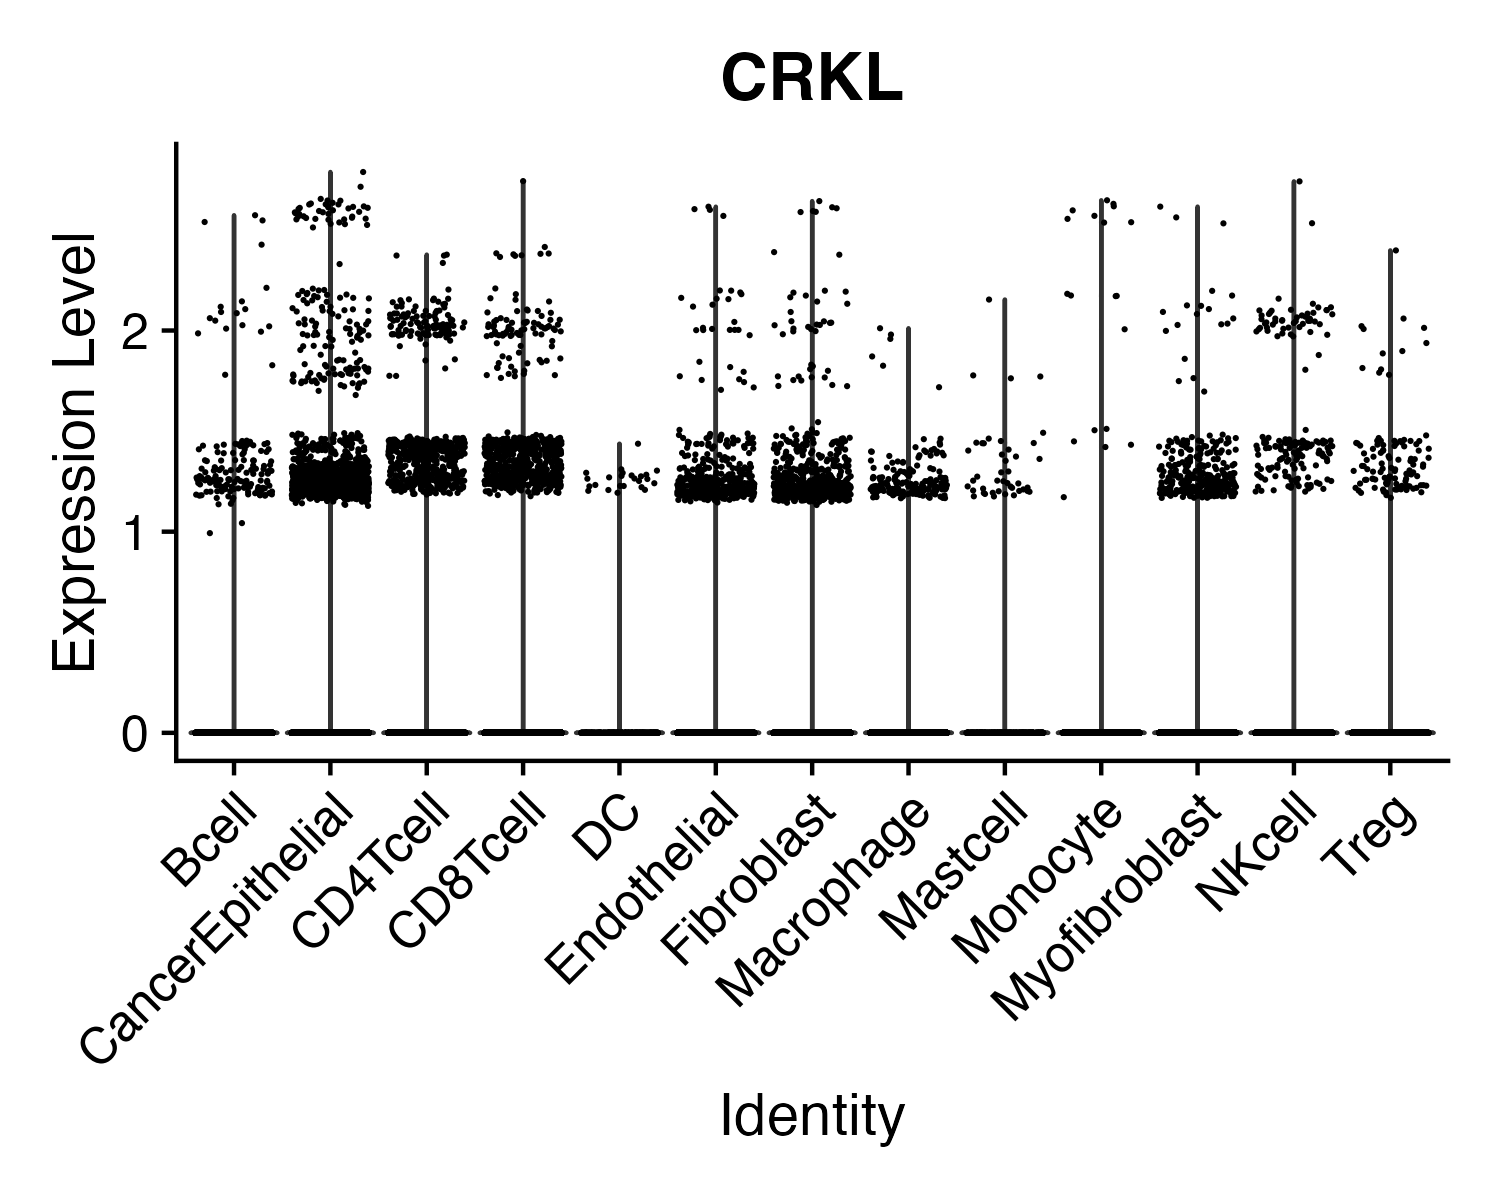 CRKL
Expression Level
2
1
0
Bcell
CancerEpithelial
CD4Tcell
CD8Tcell
DC
Endothelial
Fibroblast
Macrophage
Mastcell
Monocyte
Myofibroblast
NKcell
Treg
Identity